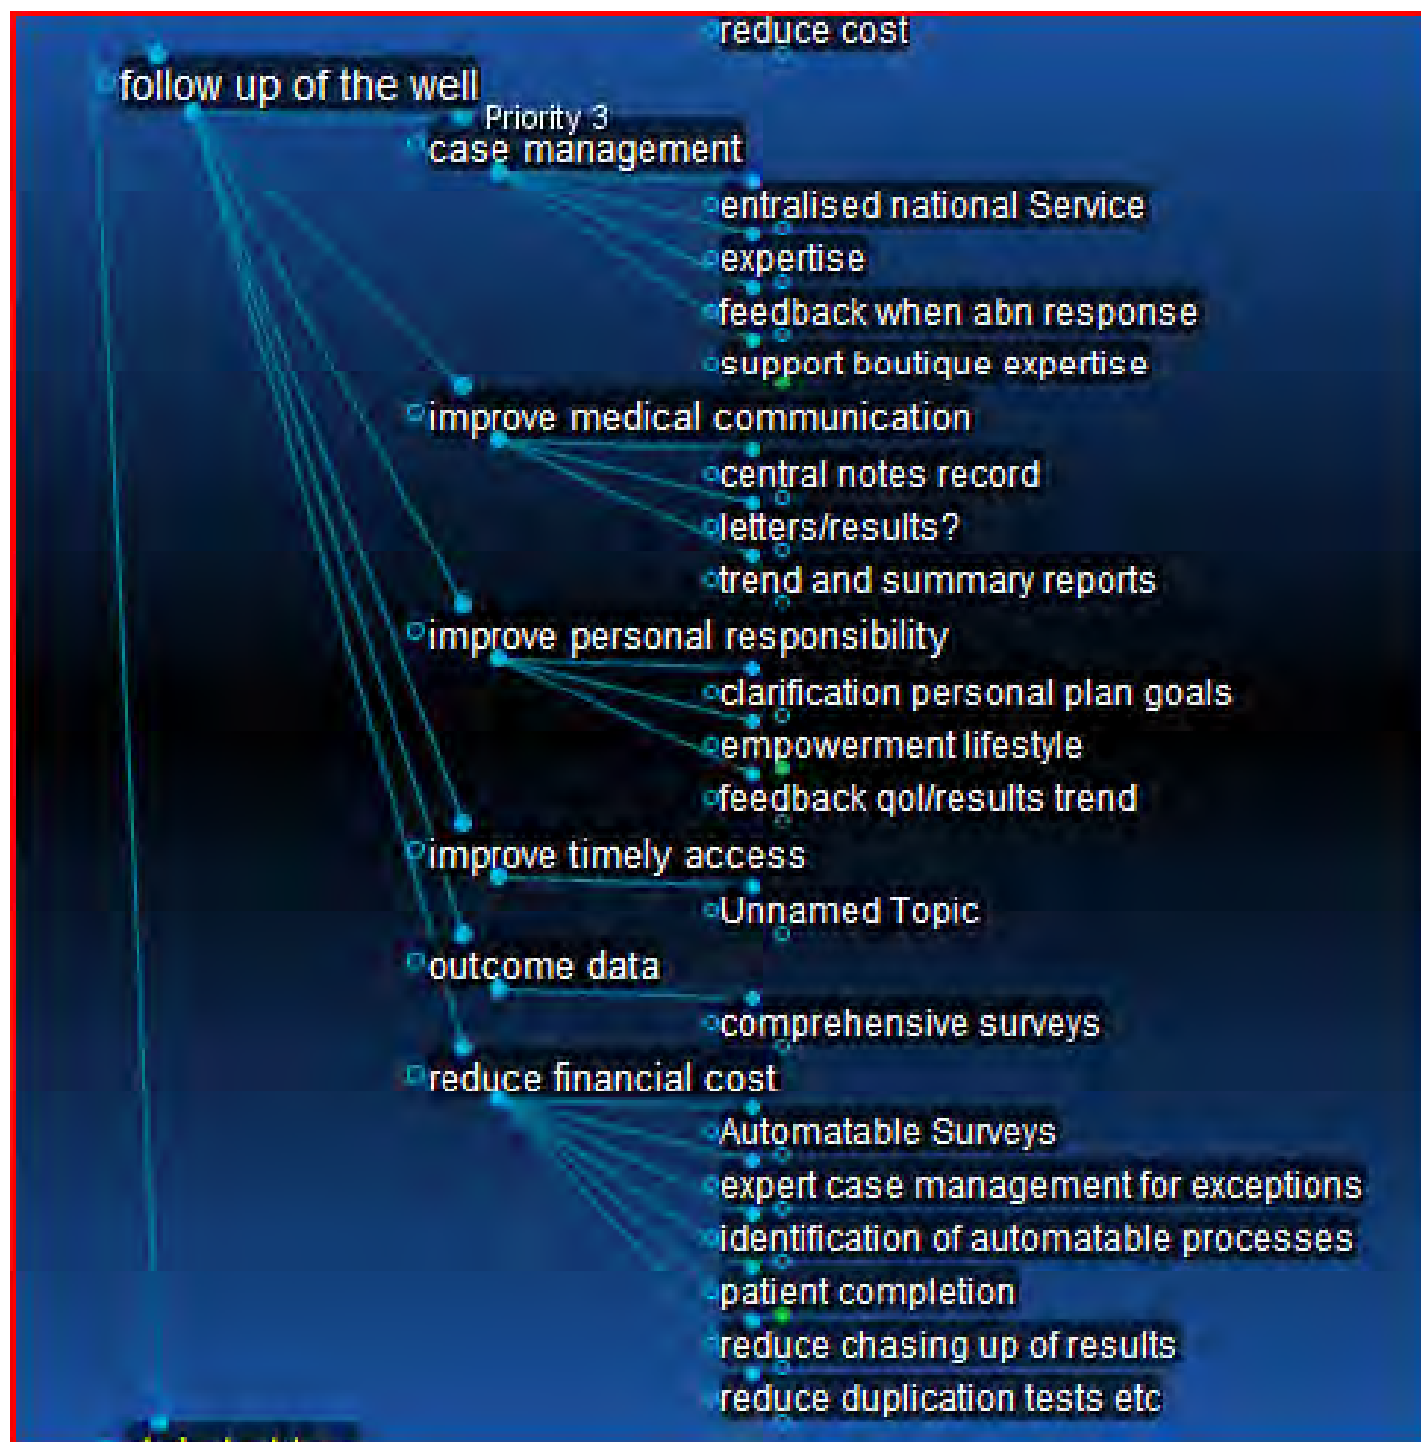 reduce cost
follow up of the well
Priority 3
case management
entralised national Service
expertise
feedback when abn response
support boutique expertise
improve medical communication
central notes record
letters/results?
trend and summary reports
improve personal responsibility
clarification personal plan goals
empowerment lifestyle
feedback qol/results trend
improve timely access
Unnamed Topic
outcome data
comprehensive surveys
reduce financial cost
Automatable Surveys
expert case management for exceptions
identification of automatable processes
patient completion
reduce chasing up of results
reduce duplication tests etc